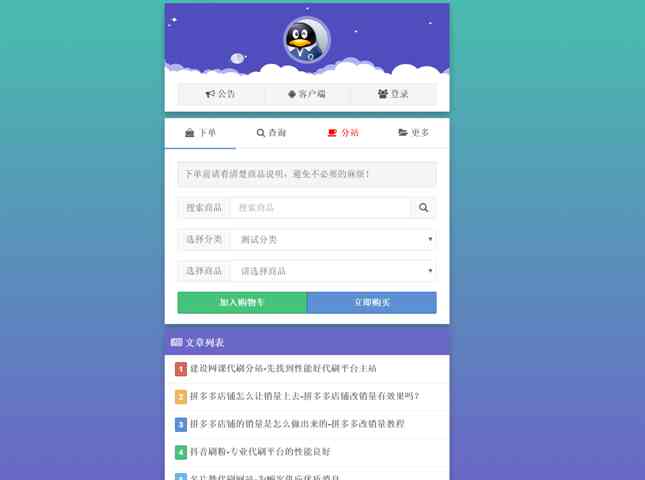 公告
客户端
登录
下单
查询
分站
更多
下单前请看清楚商品说明，避免不必要的麻烦！
搜索商品 搜索商品
选择分类 测试分类
选择商品 请选择商品
加入购物车 立即购买
文章列表
1 建设网课代刷分站-先找到性能好代刷平台主站
2 拼多多店铺怎么让销量上去-拼多多店铺改销量有效果吗？
3 拼多多店铺的销量是怎么做出来的-拼多多改销量教程
4 抖音刷粉-专业代刷平台的性能良好